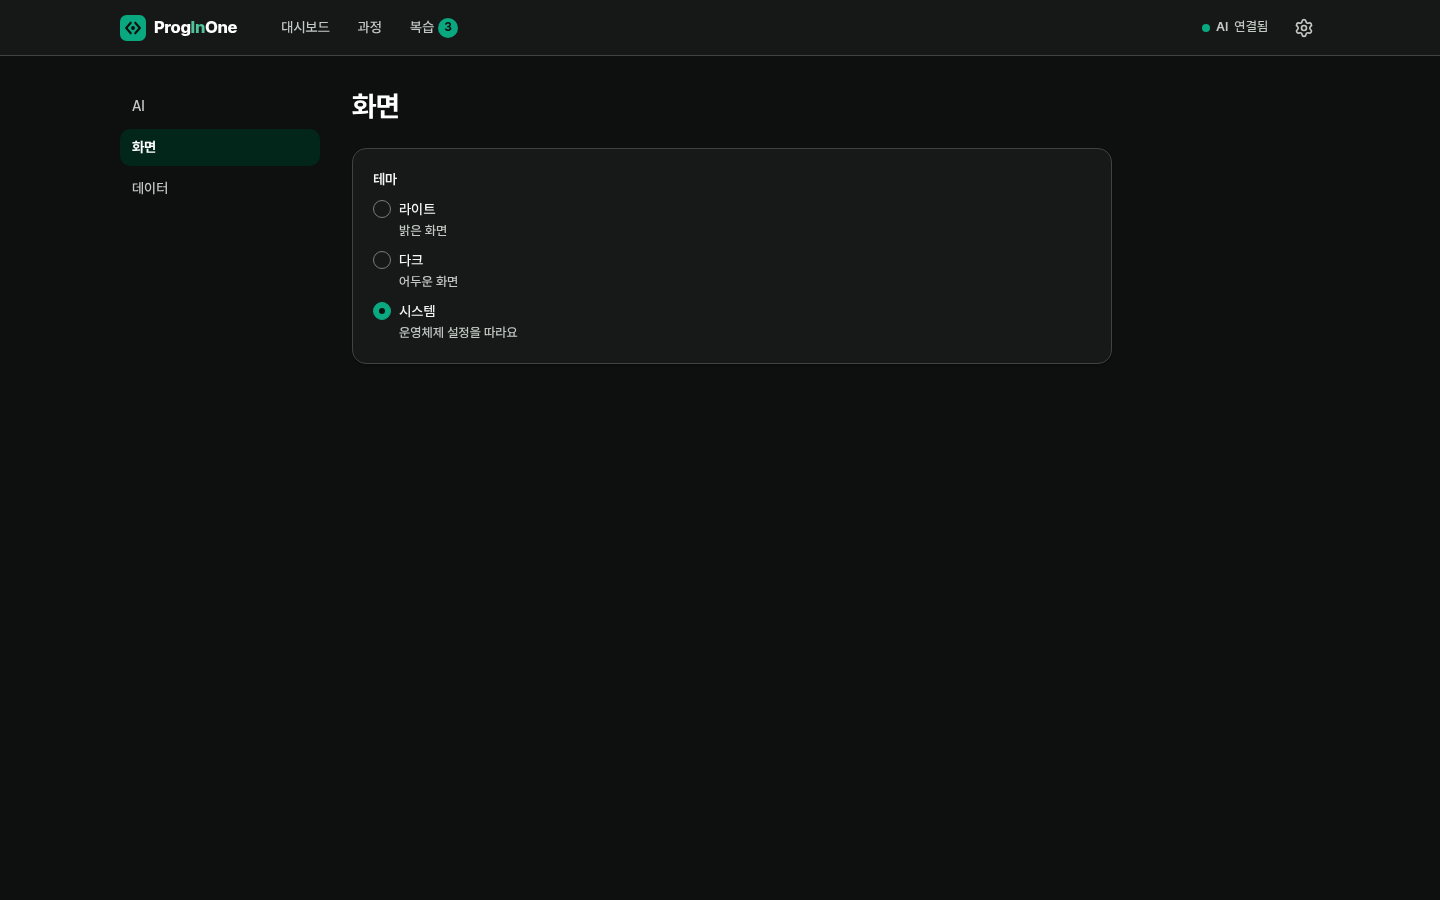 ProgInOne
대시보드
과정
복습 3
AI 연결됨
AI
화면
데이터
화면
테마
라이트
밝은 화면
다크
어두운 화면
시스템
운영체제 설정을 따라요